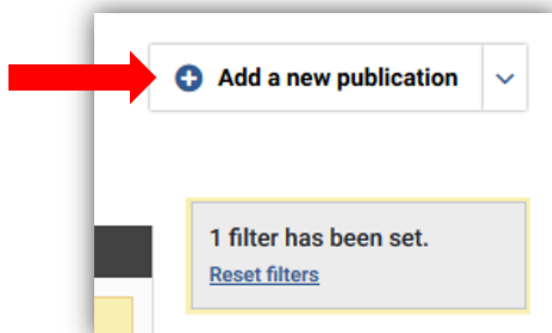 Add a new publication
1 filter has been set.
Reset filters